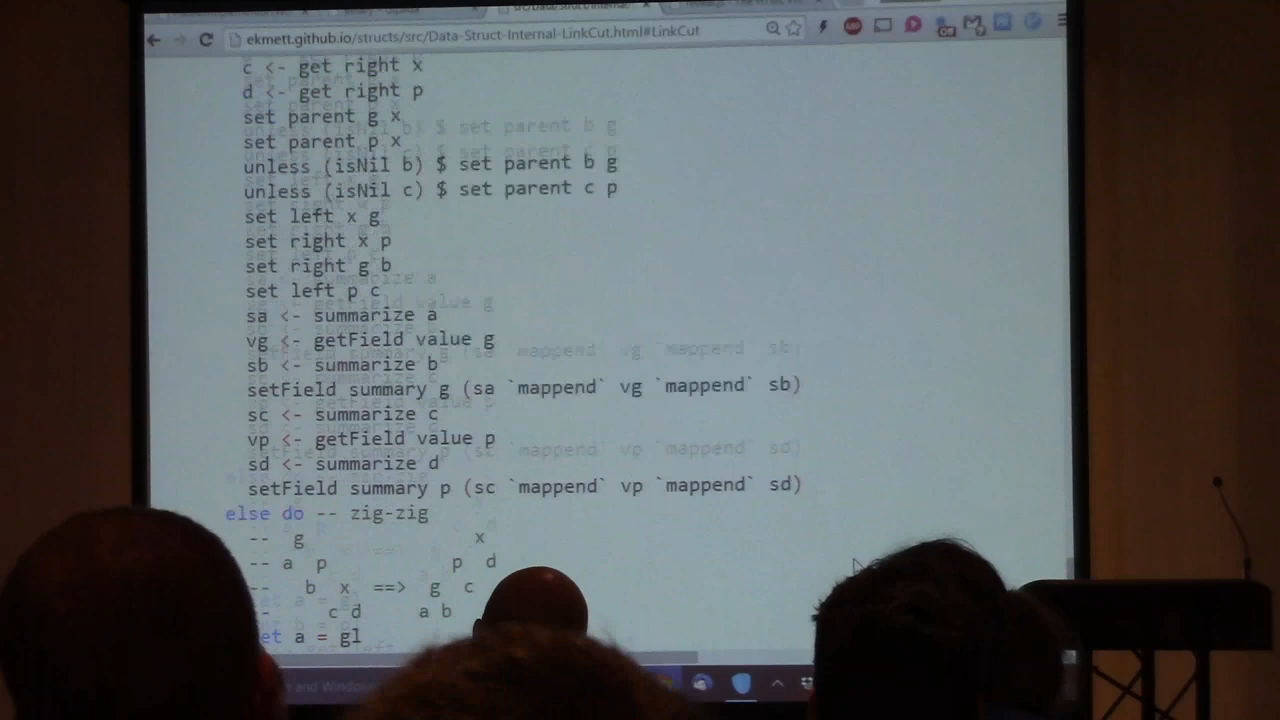 ekmett.github.io/structs/src/Data-Struct-Internal-LinkCut.html#LinkCut
c <- get right x
d <- get right p
set parent g x
set parent p x
unless (isNil b) $ set parent b g
unless (isNil c) $ set parent c p
set left x g
set right x p
set right g b
set left p c
sa <- summarize a
vg <- getField value g
sb <- summarize b
setField summary g (sa `mappend` vg `mappend` sb)
sc <- summarize c
vp <- getField value p
sd <- summarize d
setField summary p (sc `mappend` vp `mappend` sd)
else do -- zig-zig
-- g x
-- a p p d
-- b x ==> g c
c d a b
et a = gl
and Window